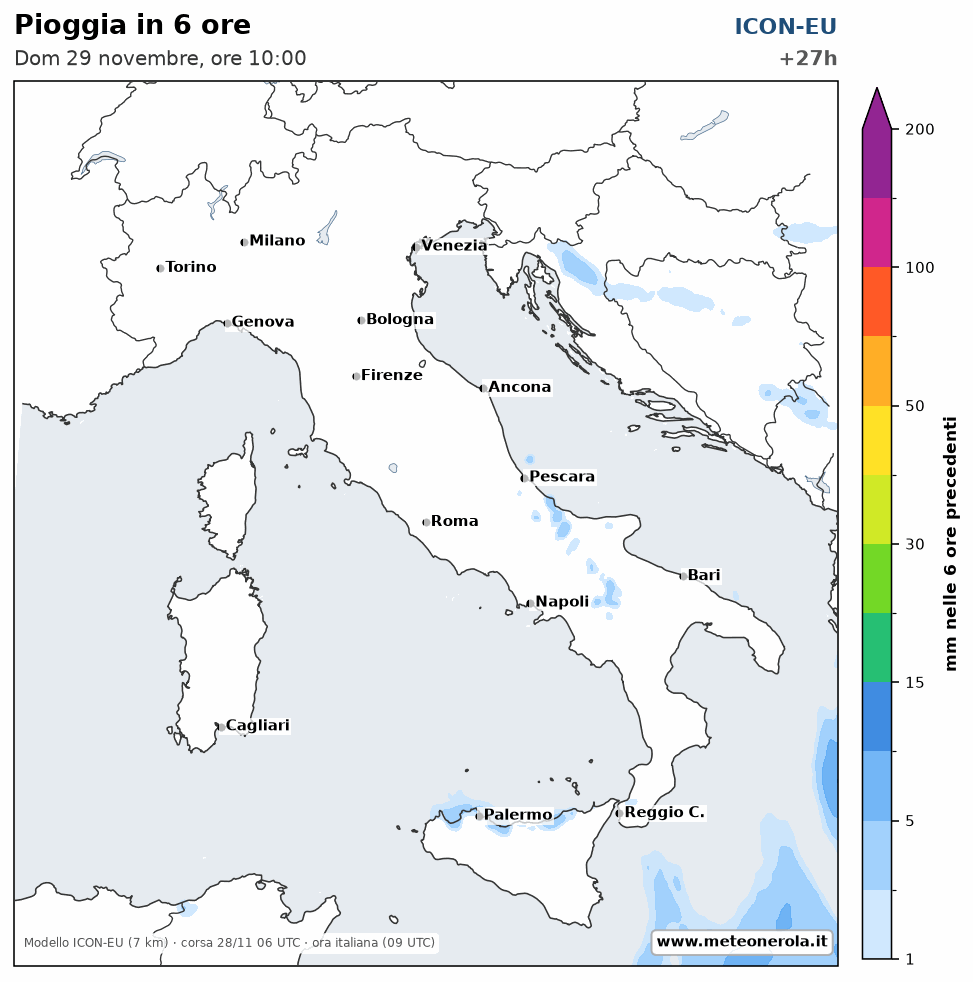 Pioggia in 6 ore
ICON-EU
Dom 29 novembre, ore 10:00
+27h
Milano
Venezia
Torino
Genova
Bologna
Firenze
Ancona
Pescara
Roma
Bari
Napoli
Cagliari
Palermo
Reggio C.
200
100
50
30
15
5
1
mm nelle 6 ore precedenti
Modello ICON-EU (7 km) · corsa 28/11 06 UTC · ora italiana (09 UTC)
www.meteonerola.it